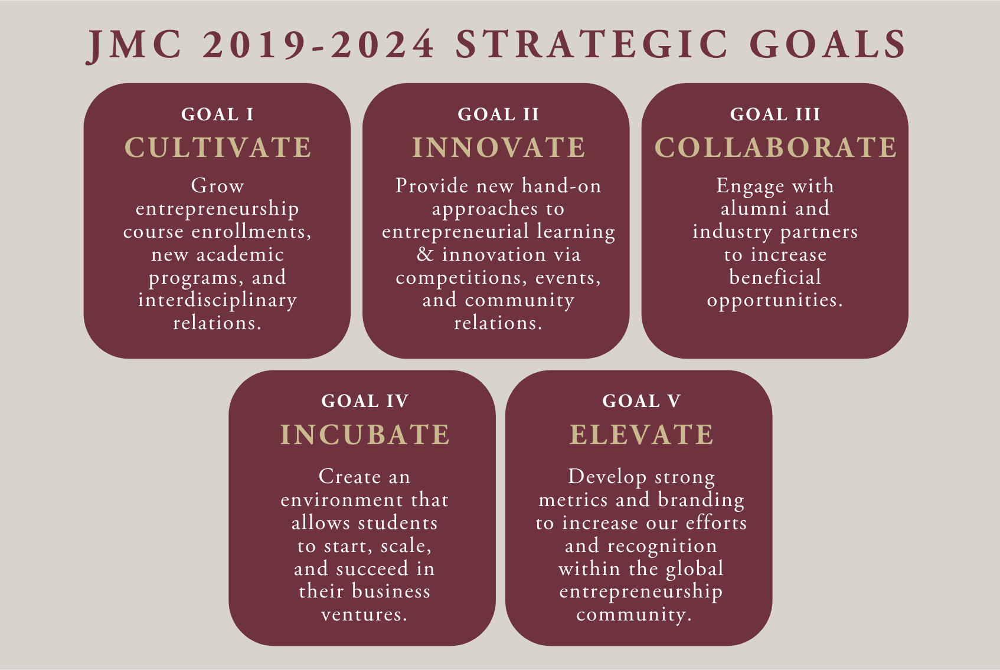 JMC 2019-2024 STRATEGIC GOALS
GOAL I
CULTIVATE
Grow
entrepreneurship
course enrollments,
new academic
programs, and
interdisciplinary
relations.
GOAL II
INNOVATE
Provide new hand-on
approaches to
entrepreneurial learning
& innovation via
competitions, events,
and community
relations.
GOAL III
COLLABORATE
Engage with
alumni and
industry partners
to increase
beneficial
opportunities.
GOAL IV
INCUBATE
Create an
environment that
allows students
to start, scale,
and succeed in
their business
ventures.
GOAL V
ELEVATE
Develop strong
metrics and branding
to increase our efforts
and recognition
within the global
entrepreneurship
community.